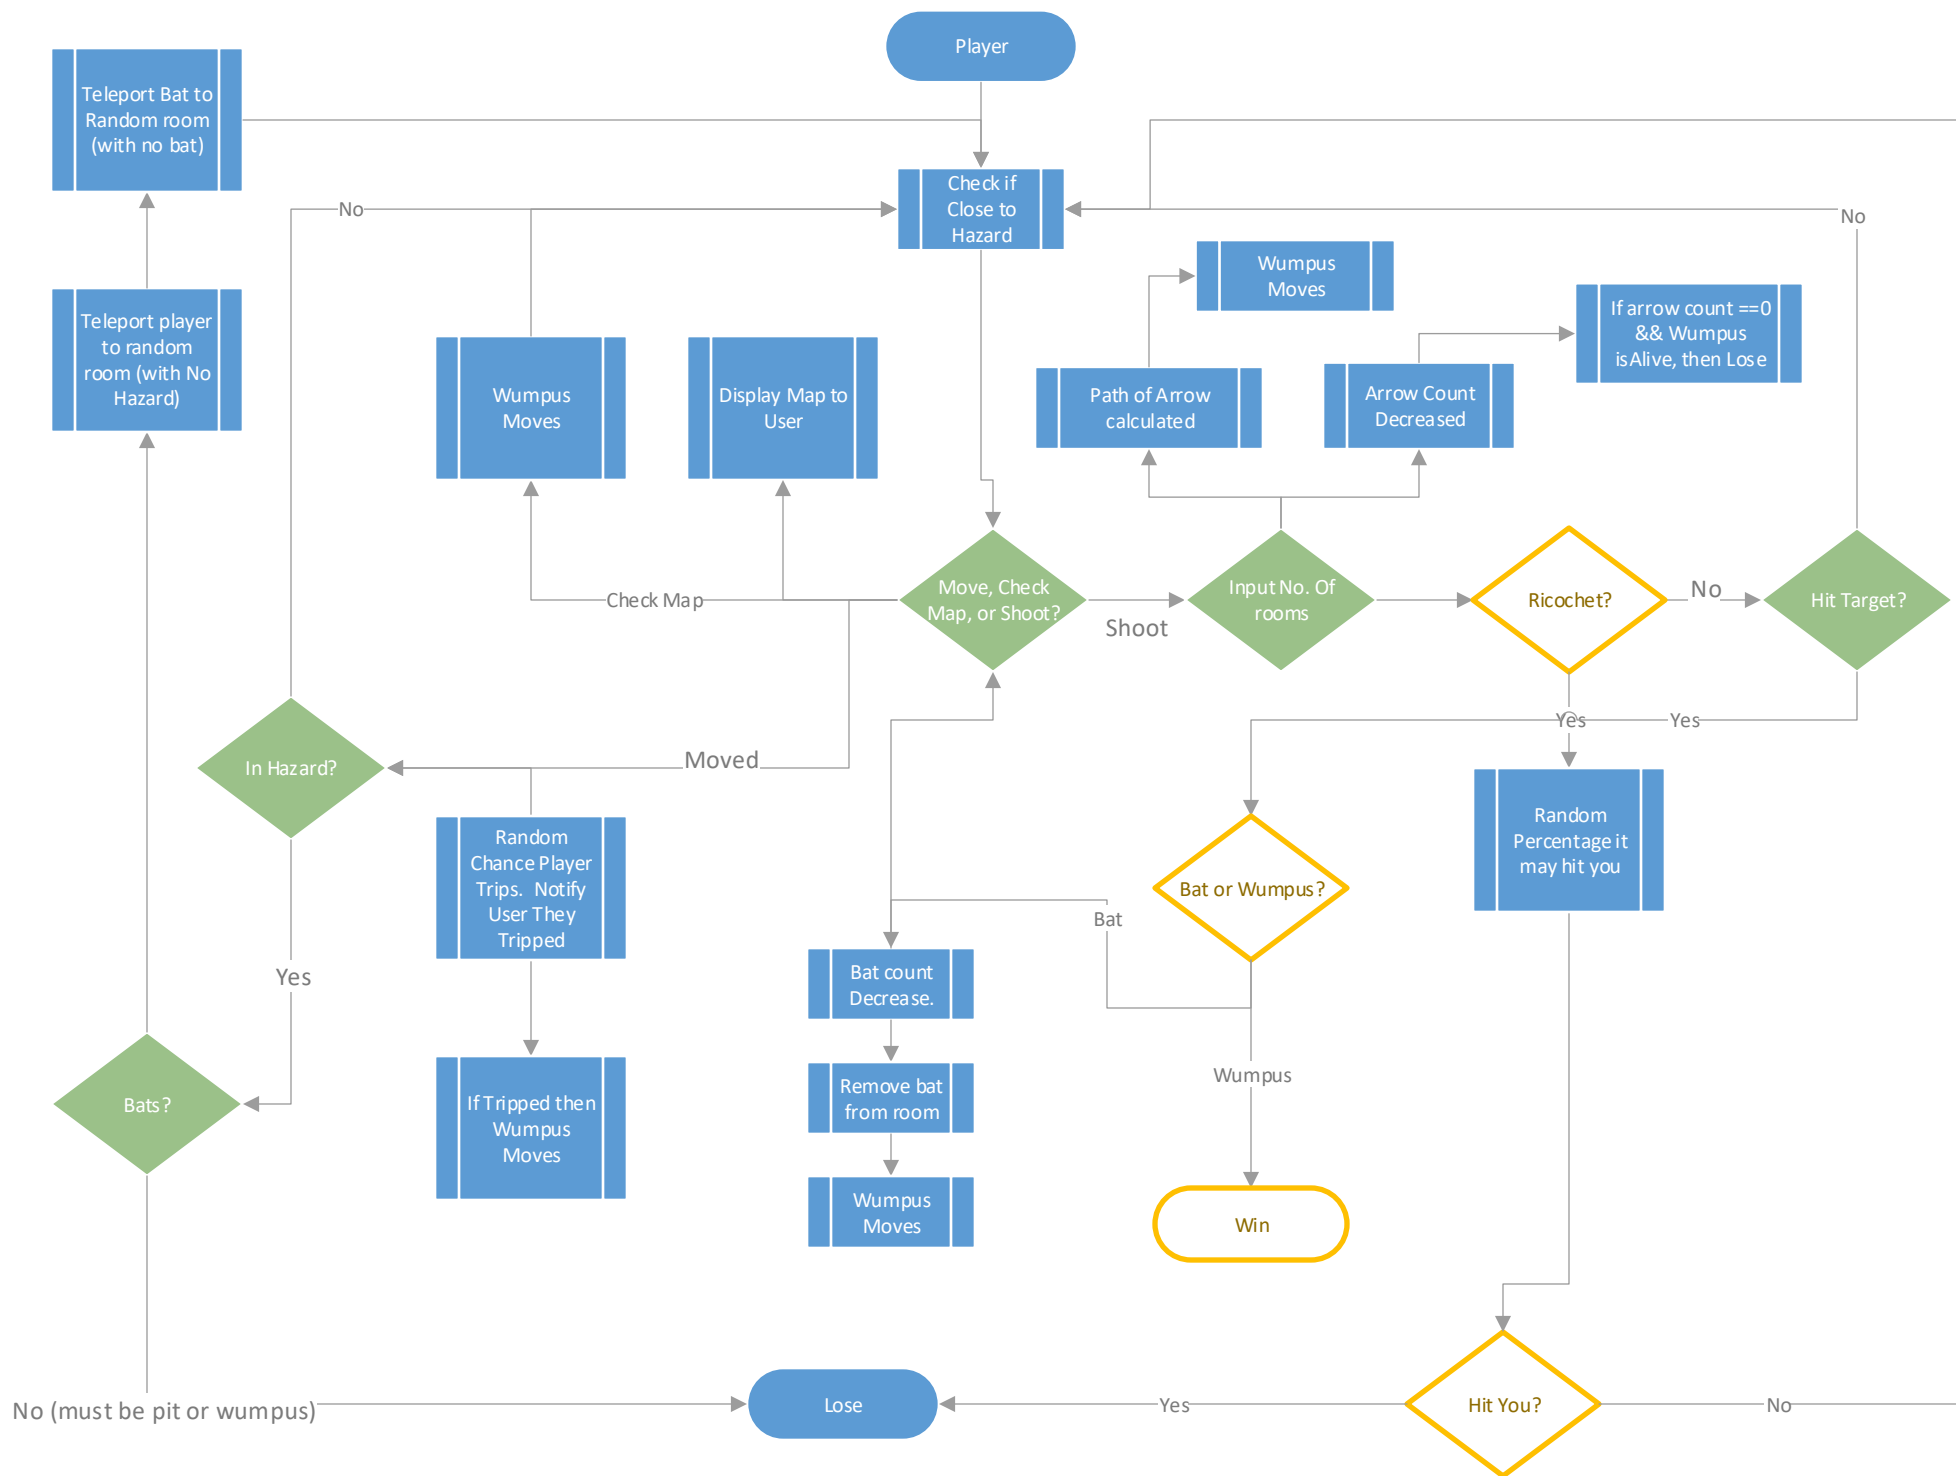 Player
Teleport Bat to
Random room
(with no bat)
Check if
Close to
Hazard
No
No
Wumpus
Moves
If arrow count ==0
&& Wumpus
isAlive, then Lose
Teleport player
to random
room (with No
Hazard)
Wumpus
Moves
Display Map to
User
Path of Arrow
calculated
Arrow Count
Decreased
Move, Check
Map, or Shoot?
Check Map
Shoot
Input No. Of
rooms
Ricochet?
No
Hit Target?
Yes
Yes
In Hazard?
Moved
Random
Chance Player
Trips. Notify
User They
Tripped
Random
Percentage it
may hit you
Bat or Wumpus?
Bat
Yes
Bat count
Decrease.
Wumpus
Remove bat
from room
Bats?
If Tripped then
Wumpus
Moves
Wumpus
Moves
Win
No (must be pit or wumpus)
Lose
Yes
Hit You?
No